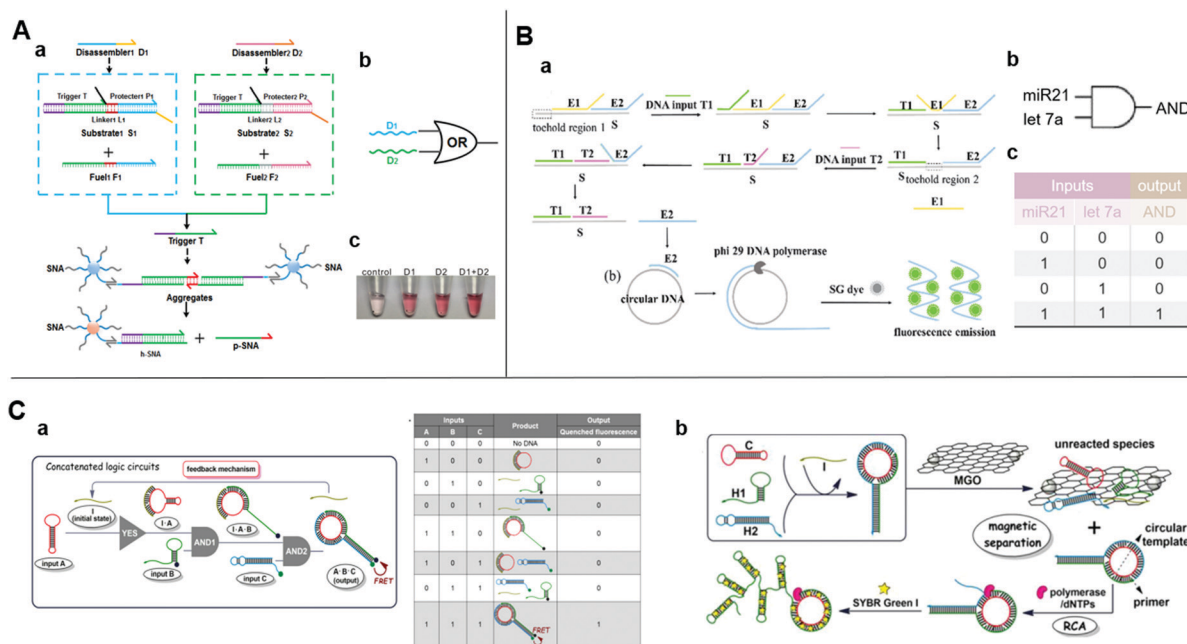 A
a
Disassembler1 D1
Disassembler2 D2
Trigger T
Protecter1 P1
Linker1 L1
Substrate1 S1
+
Fuel1 F1
Trigger T
Protecter2 P2
Linker2 L2
Substrate2 S2
+
Fuel2 F2
Trigger T
SNA
SNA
Aggregates
SNA
h-SNA
+
p-SNA
b
D1
D2
OR
c
control D1 D2 D1+D2
B
a
E1 E2
tochold region 1
S
DNA input T1
E1 E2
S
T1 E1 E2
S
T1 E2
S
tochold region 2
E1
DNA input T2
T1 T2 E2
S
T1 T2 E2
S
T1 T2
S
E2
(b)
E2
circular DNA
phi 29 DNA polymerase
SG dye
fluorescence emission
b
miR21
let 7a
AND
c
Inputs output
miR21 let 7a AND
0 0 0
1 0 0
0 1 0
1 1 1
C
a
Concatenated logic circuits
feedback mechanism
I
(initial state)
input A
YES
I·A
input B
AND1
I·A·B
input C
AND2
A·B·C
(output)
FRET
Inputs Product Output
A B C Quenched fluorescence
0 0 0 No DNA 0
1 0 0 0
0 1 0 0
0 0 1 0
1 1 0 0
1 0 1 0
0 1 1 0
1 1 1 FRET 1
b
C
H1
H2
I
MGO
unreacted species
magnetic
separation
+
circular
template
primer
polymerase
/dNTPs
RCA
SYBR Green I